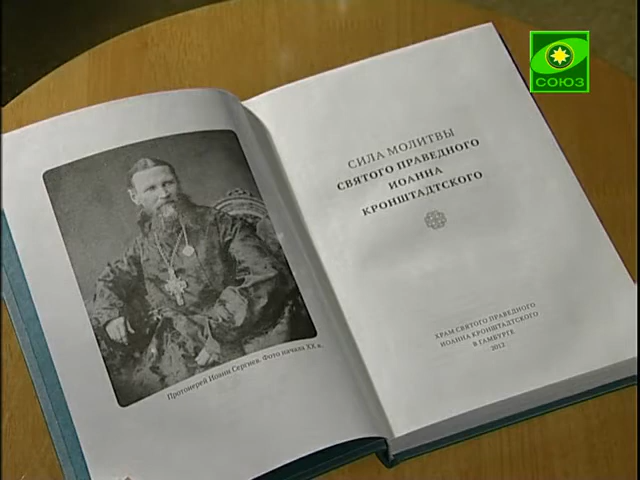 СОЮЗ
СИЛА МОЛИТВЫ
СВЯТОГО ПРАВЕДНОГО
ИОАННА
КРОНШТАДТСКОГО
Протоиерей Иоанн Сергиев. Фото начала XX в.
ХРАМ СВЯТОГО ПРАВЕДНОГО
ИОАННА КРОНШТАДТСКОГО
В ГАМБУРГЕ
2012